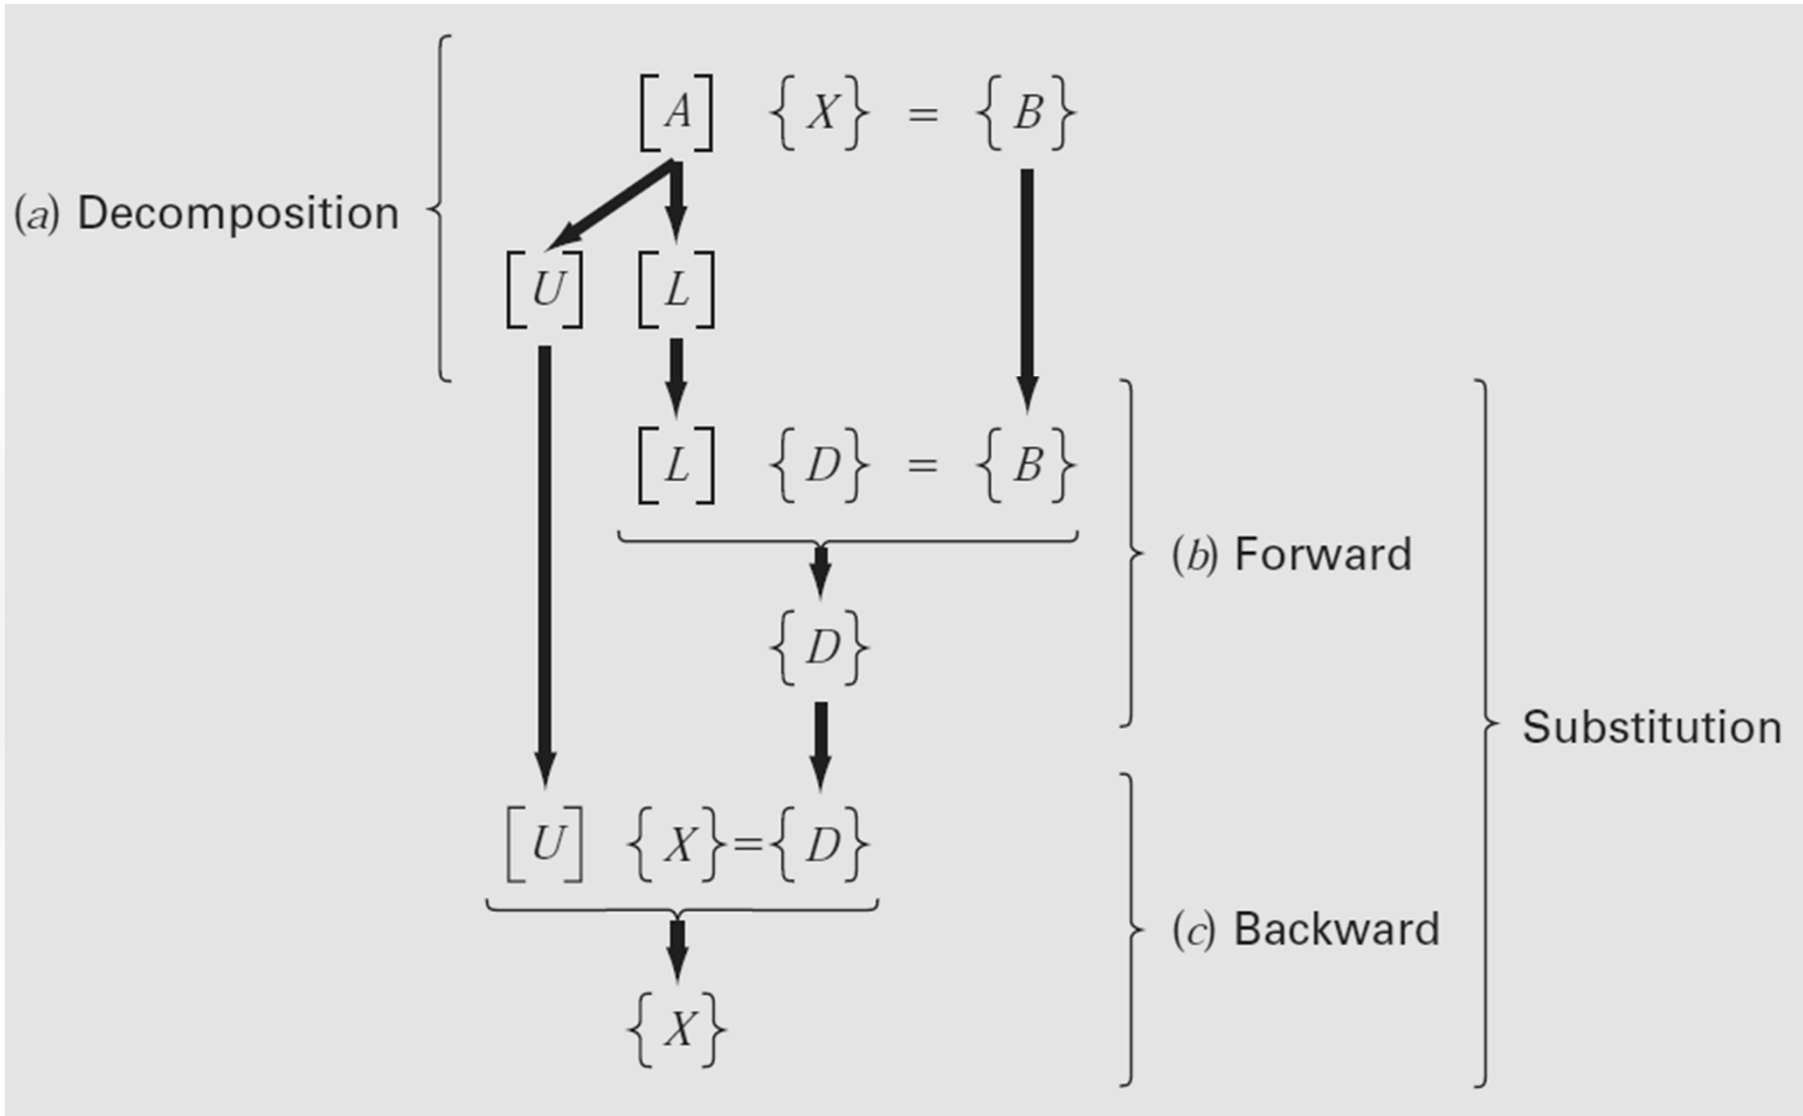 [A] {X} = {B}
(a) Decomposition
[U] [L]
[L] {D} = {B}
(b) Forward
{D}
Substitution
[U] {X}={D}
(c) Backward
{X}